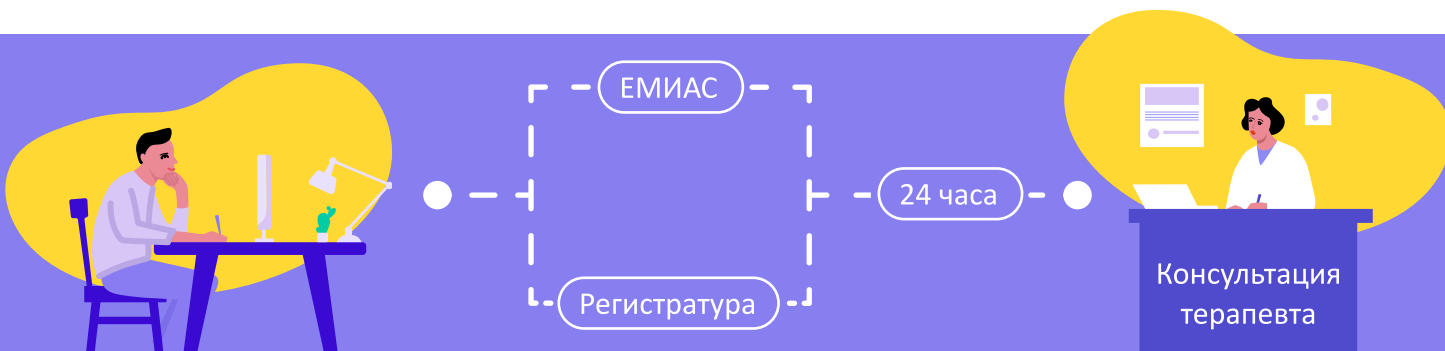 ЕМИАС
24 часа
Регистратура
Консультация
терапевта